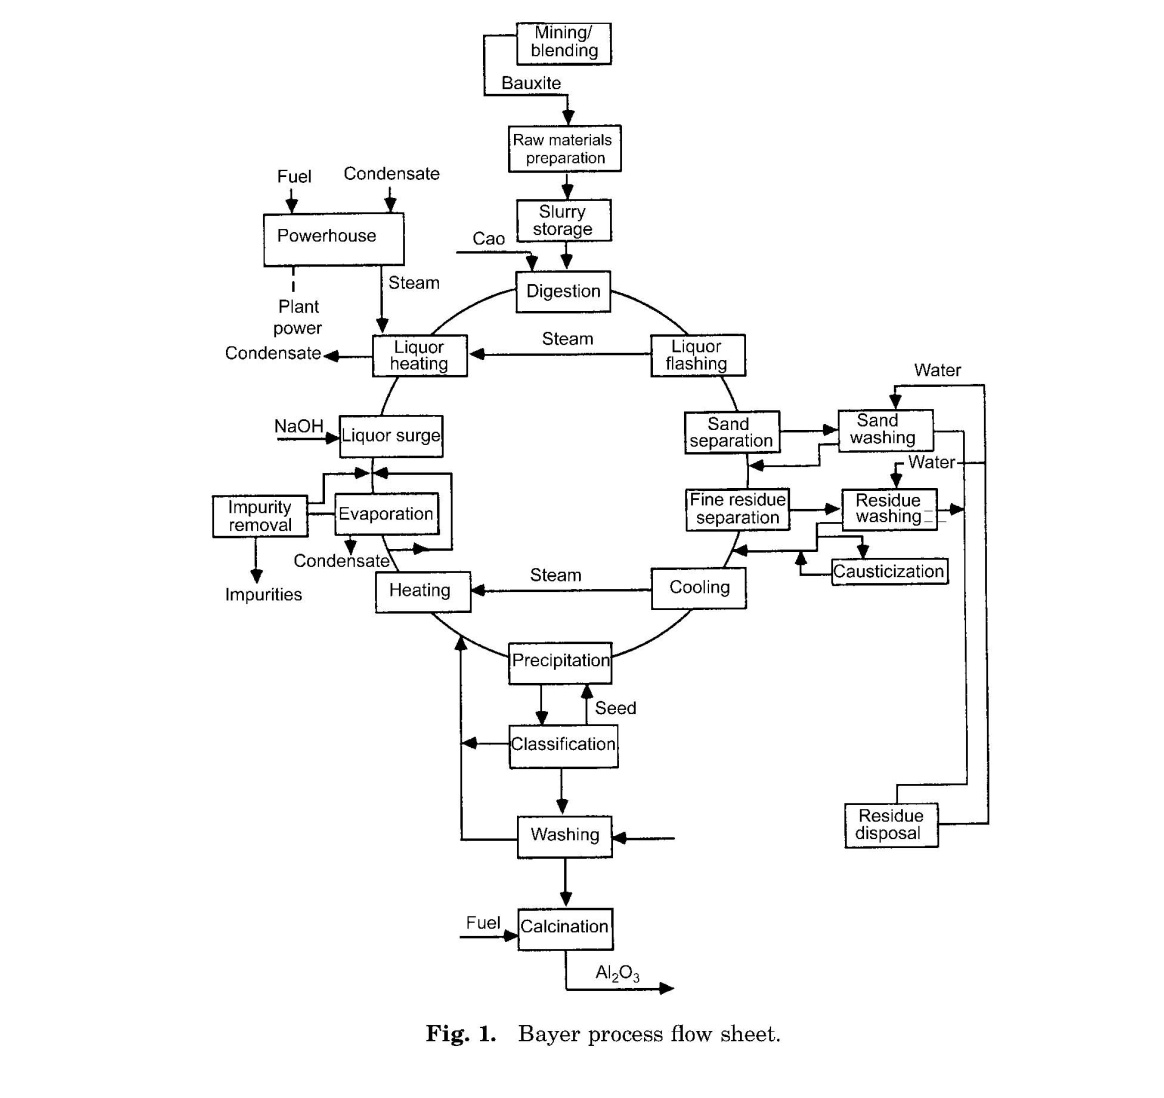 Mining/
blending
Bauxite
Raw materials
preparation
Fuel
Condensate
Slurry
storage
Powerhouse
Cao
Steam
Digestion
Plant
power
Steam
Condensate
Liquor
heating
Liquor
flashing
Water
NaOH
Liquor surge
Sand
separation
Sand
washing
Water
Impurity
removal
Evaporation
Fine residue
separation
Residue
washing
Condensate
Impurities
Heating
Steam
Cooling
Causticization
Precipitation
Seed
Classification
Washing
Residue
disposal
Fuel
Calcination
Al₂O₃
Fig. 1. Bayer process flow sheet.